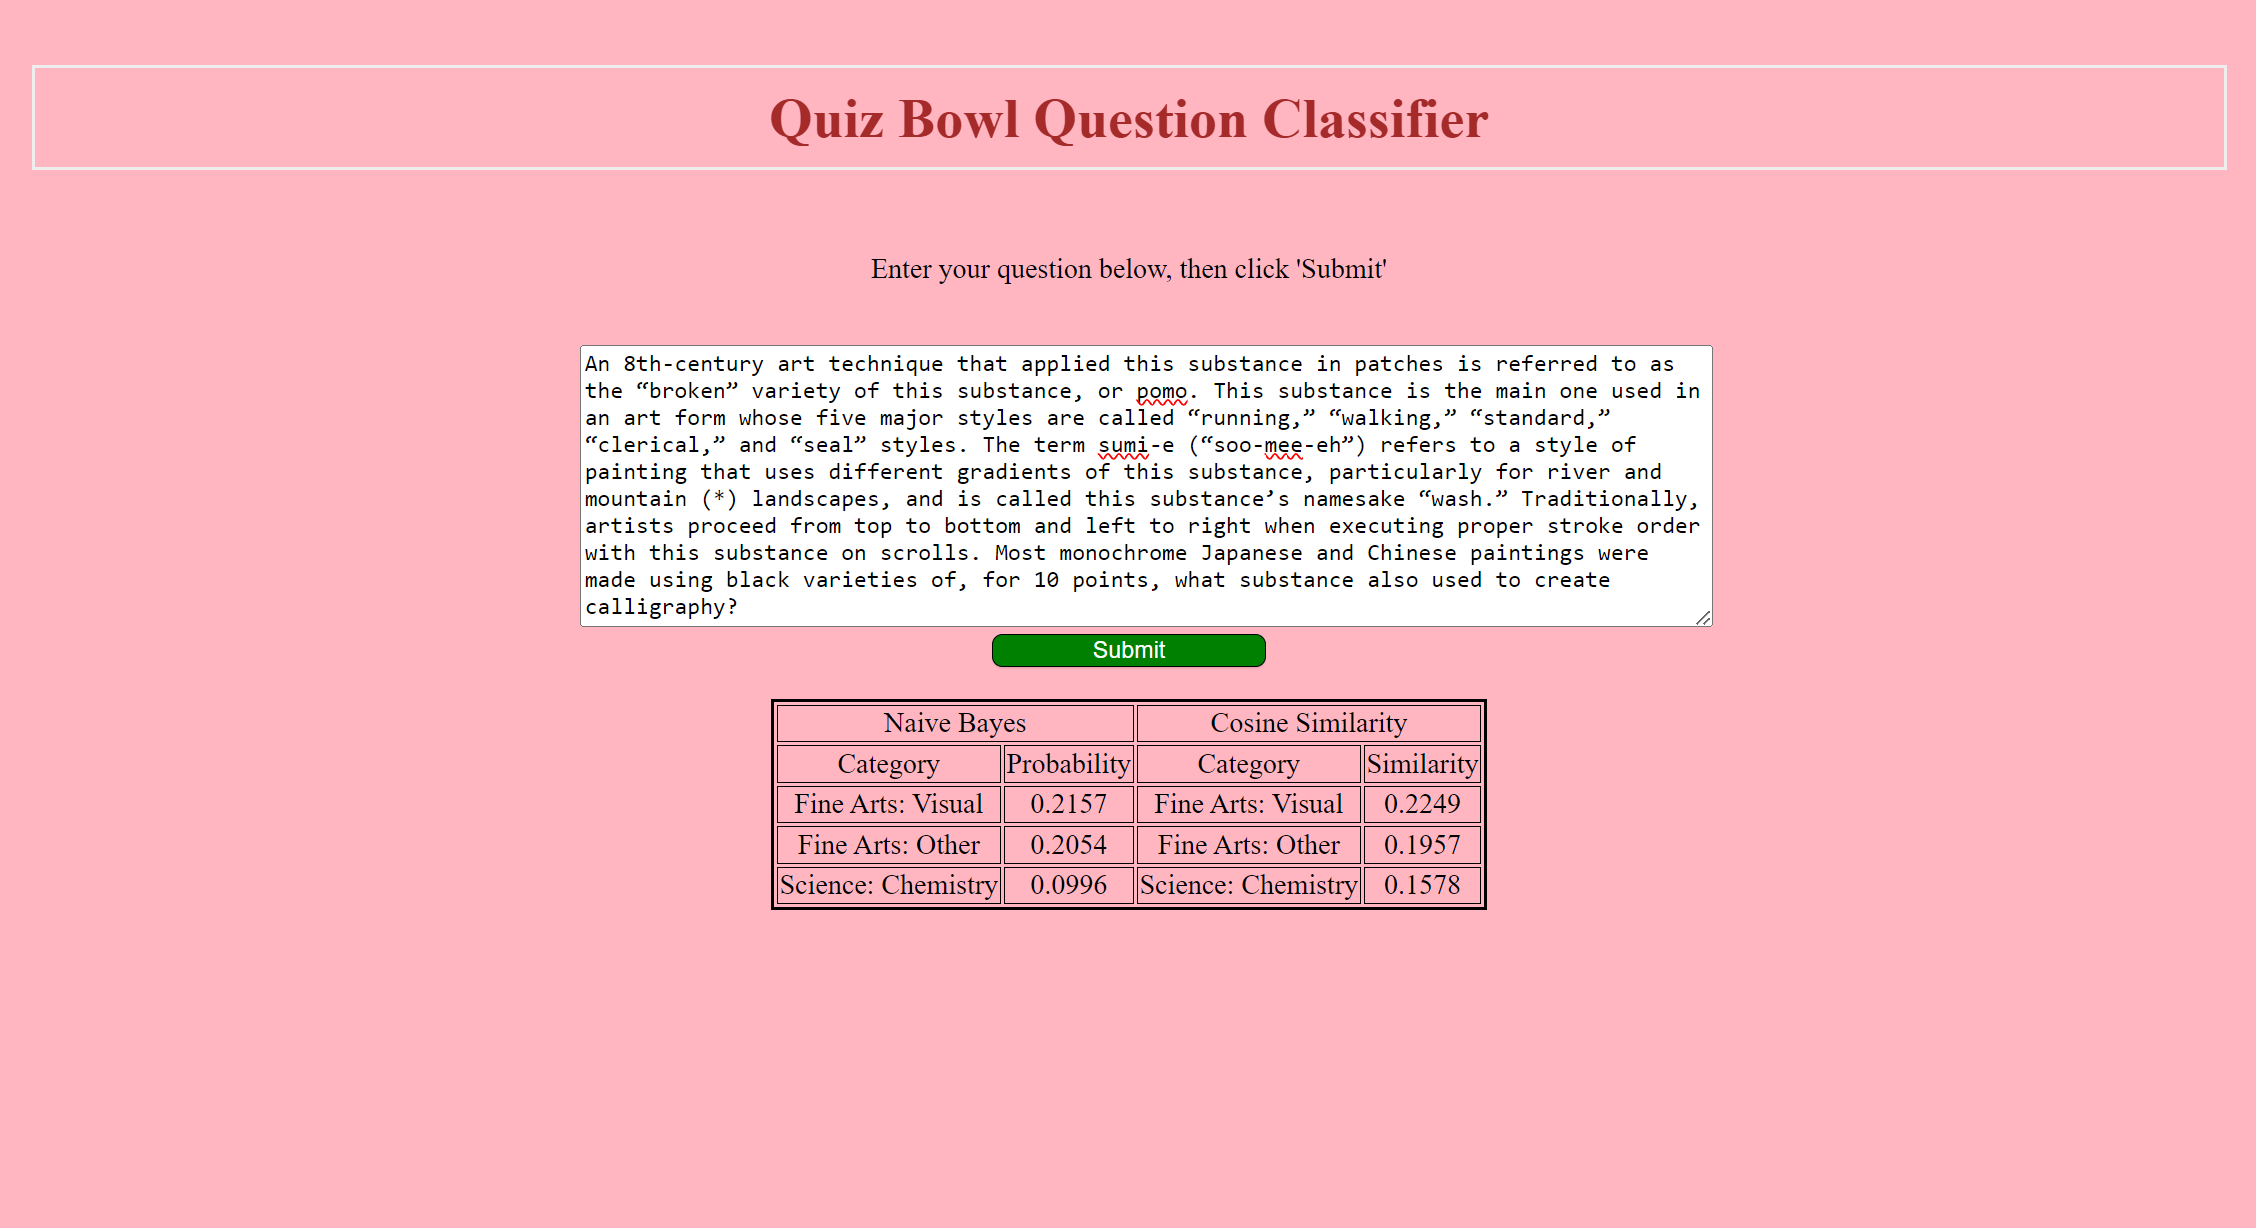 Quiz Bowl Question Classifier
Enter your question below, then click 'Submit'
An 8th-century art technique that applied this substance in patches is referred to as
the “broken” variety of this substance, or pomo. This substance is the main one used in
an art form whose five major styles are called “running,” “walking,” “standard,”
“clerical,” and “seal” styles. The term sumi-e (“soo-mee-eh”) refers to a style of
painting that uses different gradients of this substance, particularly for river and
mountain (*) landscapes, and is called this substance’s namesake “wash.” Traditionally,
artists proceed from top to bottom and left to right when executing proper stroke order
with this substance on scrolls. Most monochrome Japanese and Chinese paintings were
made using black varieties of, for 10 points, what substance also used to create
calligraphy?
Submit
Naive Bayes Cosine Similarity
Category Probability Category Similarity
Fine Arts: Visual 0.2157 Fine Arts: Visual 0.2249
Fine Arts: Other 0.2054 Fine Arts: Other 0.1957
Science: Chemistry 0.0996 Science: Chemistry 0.1578